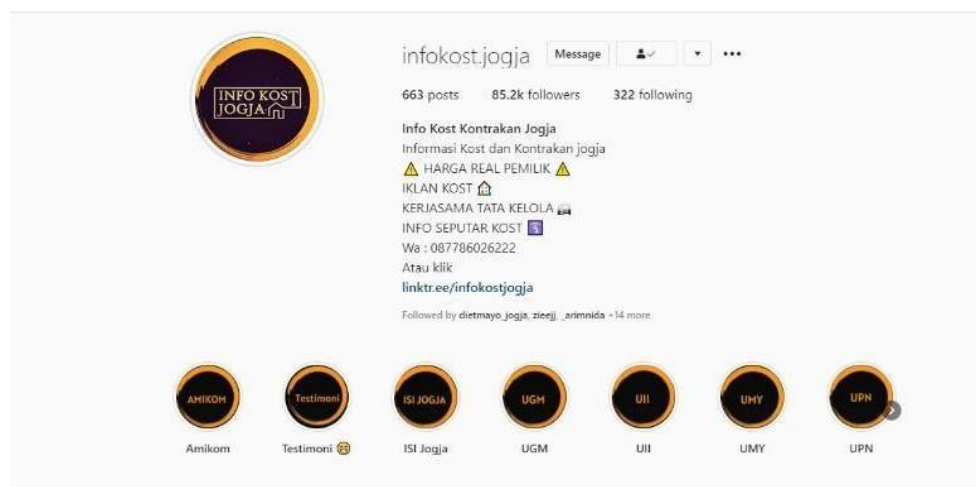 INFO KOST
JOGJA
infokost.jogja Message
663 posts 85.2k followers 322 following
Info Kost Kontrakan Jogja
Informasi Kost dan Kontrakan jogja
⚠ HARGA REAL PEMILIK ⚠
IKLAN KOST 🏠
KERJASAMA TATA KELOLA
INFO SEPUTAR KOST
Wa : 087786026222
Atau klik
linktr.ee/infokostjogja
Followed by dietmayo_jogja, zieejj, _arimnida +14 more
AMIKOM Testimoni ISI JOGJA UGM UII UMY UPN
Amikom Testimoni ISI Jogja UGM UII UMY UPN